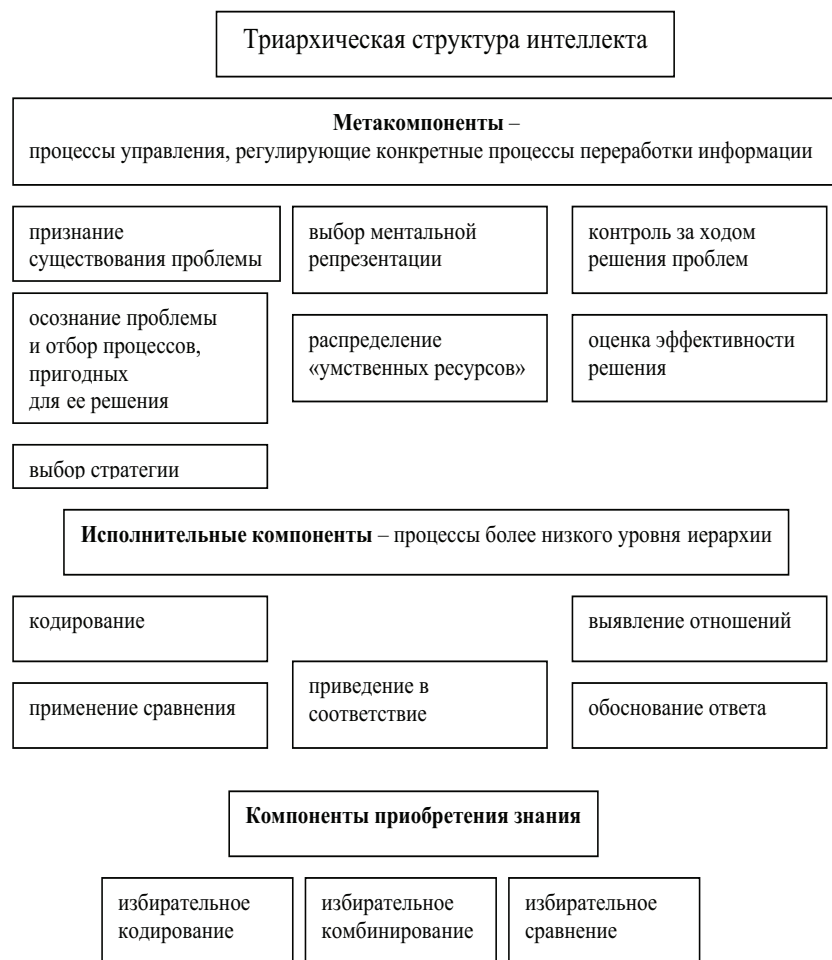 Триархическая структура интеллекта
Метакомпоненты –
процессы управления, регулирующие конкретные процессы переработки информации
признание
существования проблемы
выбор ментальной
репрезентации
контроль за ходом
решения проблем
осознание проблемы
и отбор процессов,
пригодных
для ее решения
распределение
«умственных ресурсов»
оценка эффективности
решения
выбор стратегии
Исполнительные компоненты – процессы более низкого уровня иерархии
кодирование
выявление отношений
применение сравнения
приведение в
соответствие
обоснование ответа
Компоненты приобретения знания
избирательное
кодирование
избирательное
комбинирование
избирательное
сравнение